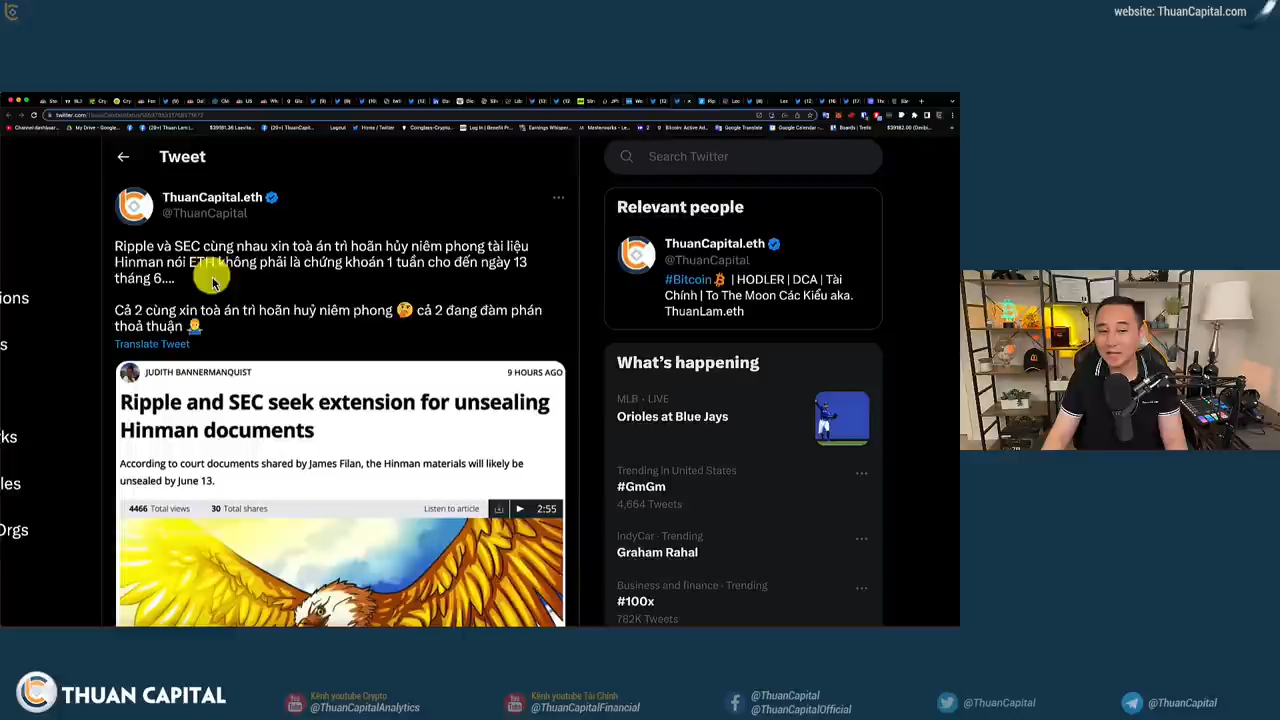 website: ThuanCapital.com
Tweet
Search Twitter
ThuanCapital.eth
@ThuanCapital
Ripple và SEC cùng nhau xin toà án trì hoãn hủy niêm phong tài liệu
Hinman nói ETH không phải là chứng khoán 1 tuần cho đến ngày 13
tháng 6....
Cả 2 cùng xin toà án trì hoãn huỷ niêm phong 🤔 cả 2 đang đàm phán
thoả thuận 🤷‍♂️
Translate Tweet
JUDITH BANNERMANQUIST
9 HOURS AGO
Ripple and SEC seek extension for unsealing
Hinman documents
According to court documents shared by James Filan, the Hinman materials will likely be
unsealed by June 13.
4466 Total views
30 Total shares
Listen to article
2:55
Relevant people
ThuanCapital.eth
@ThuanCapital
#Bitcoin | HODLER | DCA | Tài
Chính | To The Moon Các Kiểu aka.
ThuanLam.eth
What's happening
MLB · LIVE
Orioles at Blue Jays
Trending in United States
#GmGm
4,664 Tweets
IndyCar · Trending
Graham Rahal
Business and finance · Trending
#100x
782K Tweets
ions
s
rks
les
Orgs
THUAN CAPITAL
Kênh youtube Crypto
@ThuanCapitalAnalytics
Kênh youtube Tài Chính
@ThuanCapitalFinancial
@ThuanCapital
@ThuanCapitalOfficial
@ThuanCapital
@ThuanCapital